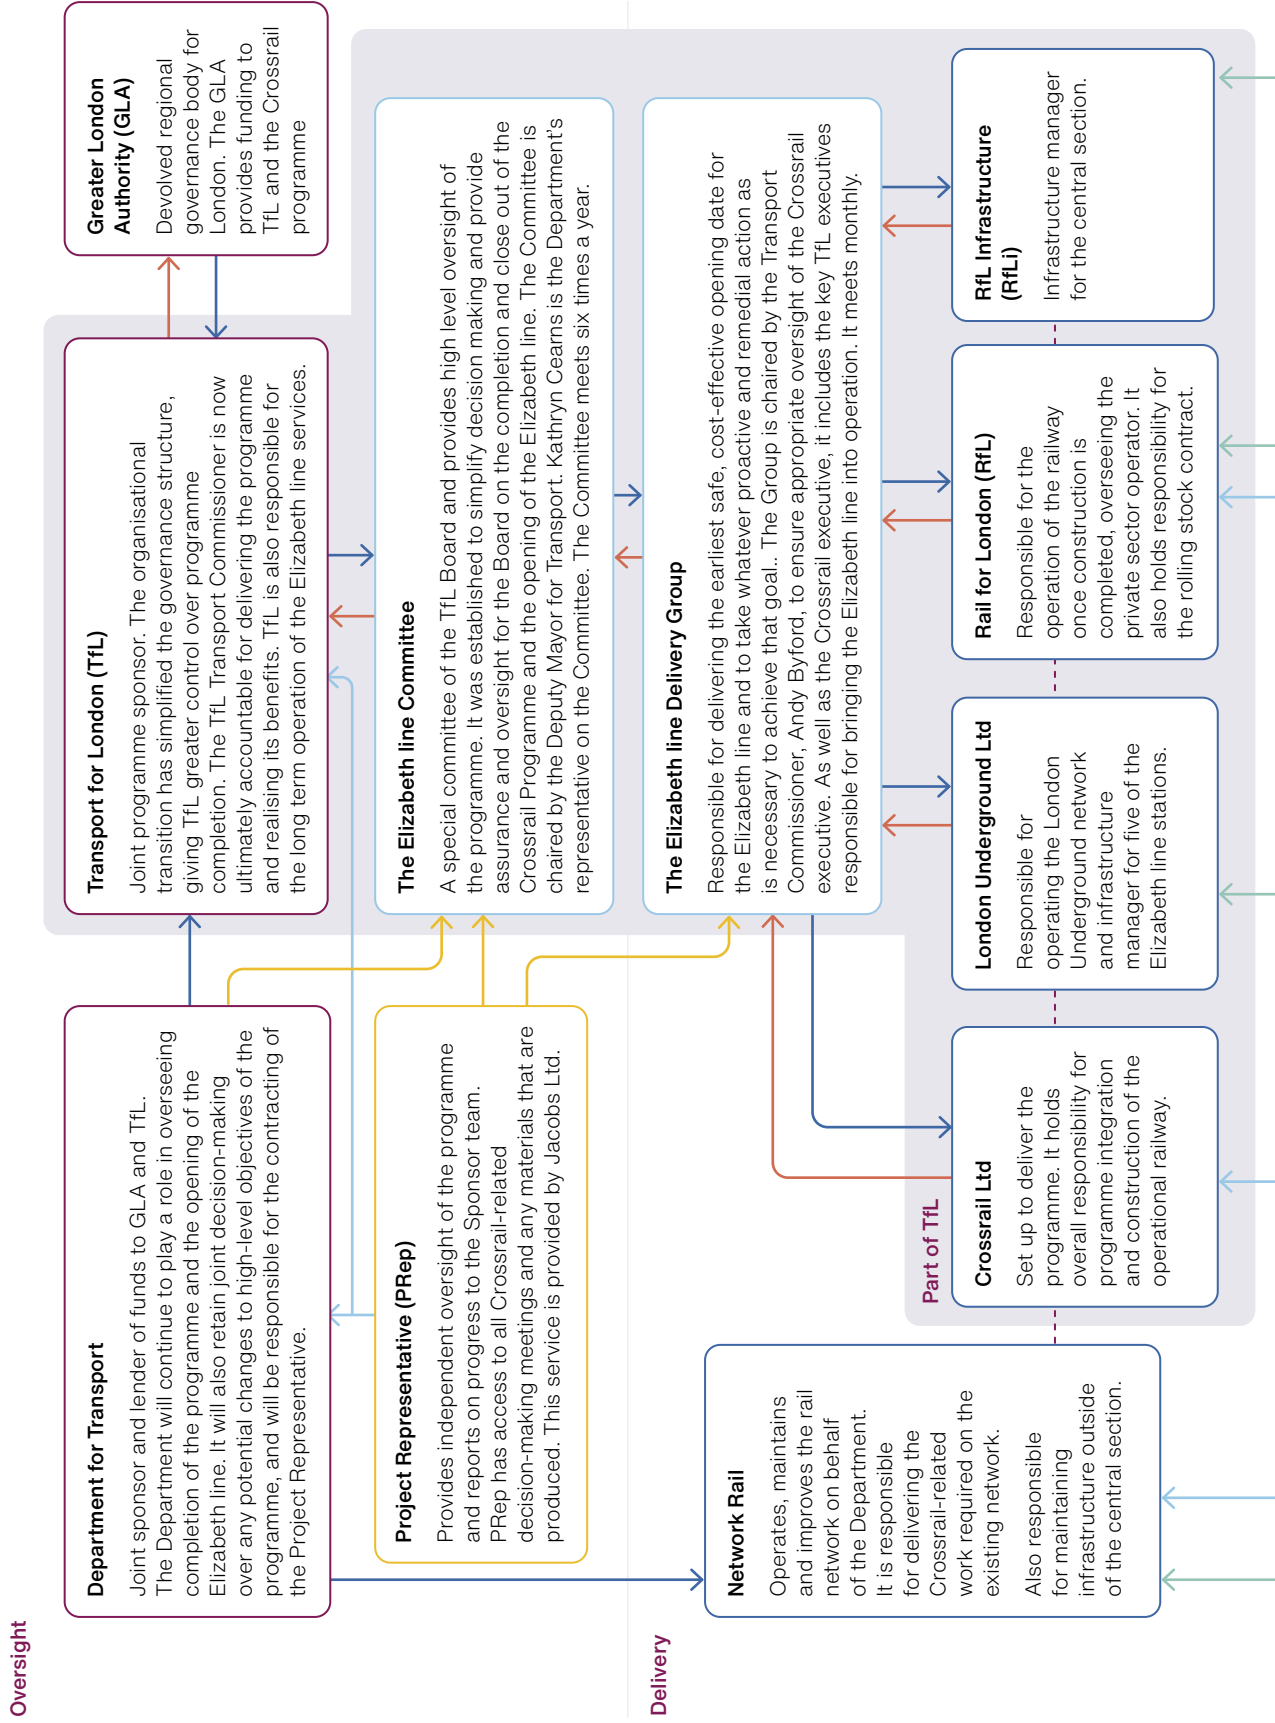 Oversight
Department for Transport
Joint sponsor and lender of funds to GLA and TfL.
The Department will continue to play a role in overseeing
completion of the programme and the opening of the
Elizabeth line. It will also retain joint decision-making
over any potential changes to high-level objectives of the
programme, and will be responsible for the contracting of
the Project Representative.
Transport for London (TfL)
Joint programme sponsor. The organisational
transition has simplified the governance structure,
giving TfL greater control over programme
completion. The TfL Transport Commissioner is now
ultimately accountable for delivering the programme
and realising its benefits. TfL is also responsible for
the long term operation of the Elizabeth line services.
Greater London
Authority (GLA)
Devolved regional
governance body for
London. The GLA
provides funding to
TfL and the Crossrail
programme
Project Representative (PRep)
Provides independent oversight of the programme
and reports on progress to the Sponsor team.
PRep has access to all Crossrail-related
decision-making meetings and any materials that are
produced. This service is provided by Jacobs Ltd.
The Elizabeth line Committee
A special committee of the TfL Board and provides high level oversight of
the programme. It was established to simplify decision making and provide
assurance and oversight for the Board on the completion and close out of the
Crossrail Programme and the opening of the Elizabeth line. The Committee is
chaired by the Deputy Mayor for Transport. Kathryn Cearns is the Department's
representative on the Committee. The Committee meets six times a year.
Delivery
The Elizabeth line Delivery Group
Responsible for delivering the earliest safe, cost-effective opening date for
the Elizabeth line and to take whatever proactive and remedial action as
is necessary to achieve that goal.. The Group is chaired by the Transport
Commissioner, Andy Byford, to ensure appropriate oversight of the Crossrail
executive. As well as the Crossrail executive, it includes the key TfL executives
responsible for bringing the Elizabeth line into operation. It meets monthly.
Network Rail
Operates, maintains
and improves the rail
network on behalf
of the Department.
It is responsible
for delivering the
Crossrail-related
work required on the
existing network.
Also responsible
for maintaining
infrastructure outside
of the central section.
Part of TfL
Crossrail Ltd
Set up to deliver the
programme. It holds
overall responsibility for
programme integration
and construction of the
operational railway.
London Underground Ltd
Responsible for
operating the London
Underground network
and infrastructure
manager for five of the
Elizabeth line stations.
Rail for London (RfL)
Responsible for the
operation of the railway
once construction is
completed, overseeing the
private sector operator. It
also holds responsibility for
the rolling stock contract.
RfL Infrastructure
(RfLi)
Infrastructure manager
for the central section.